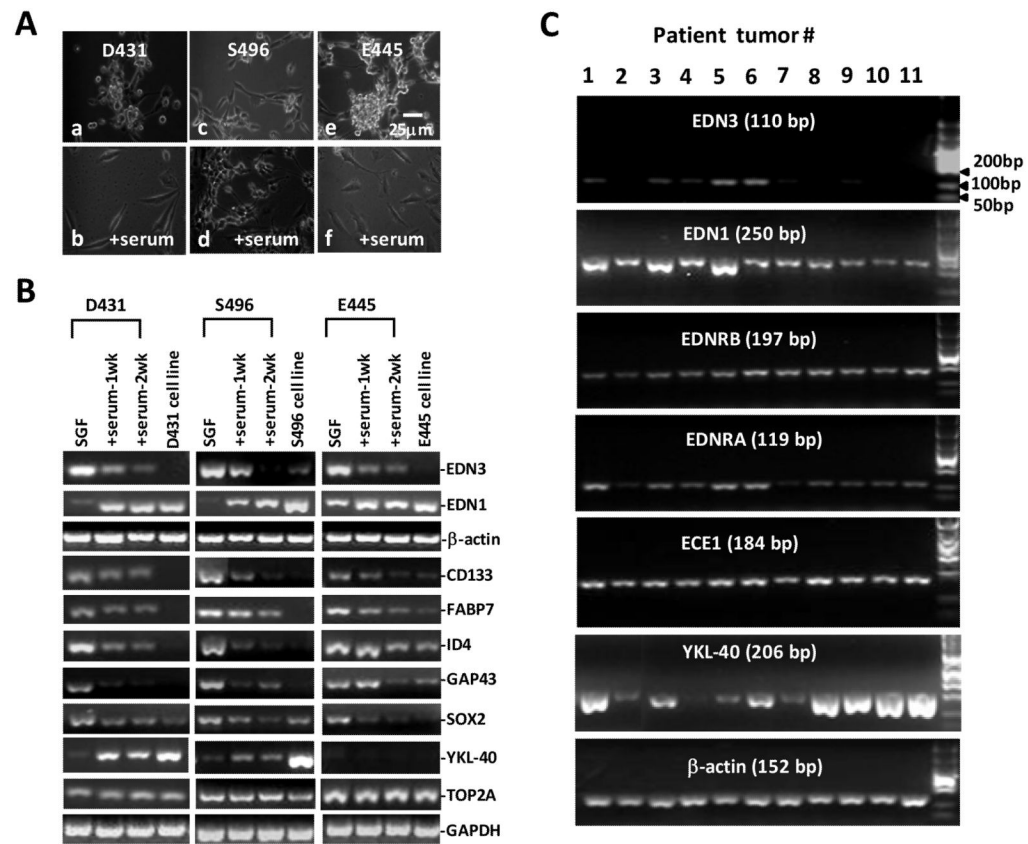 A
D431
S496
E445
a
c
e
25μm
b
+serum
d
+serum
f
+serum
B
D431
S496
E445
SGF
+serum-1wk
+serum-2wk
D431 cell line
SGF
+serum-1wk
+serum-2wk
S496 cell line
SGF
+serum-1wk
+serum-2wk
E445 cell line
-EDN3
-EDN1
-β-actin
-CD133
-FABP7
-ID4
-GAP43
-SOX2
-YKL-40
-TOP2A
-GAPDH
C
Patient tumor #
1 2 3 4 5 6 7 8 9 10 11
EDN3 (110 bp)
200bp
100bp
50bp
EDN1 (250 bp)
EDNRB (197 bp)
EDNRA (119 bp)
ECE1 (184 bp)
YKL-40 (206 bp)
β-actin (152 bp)